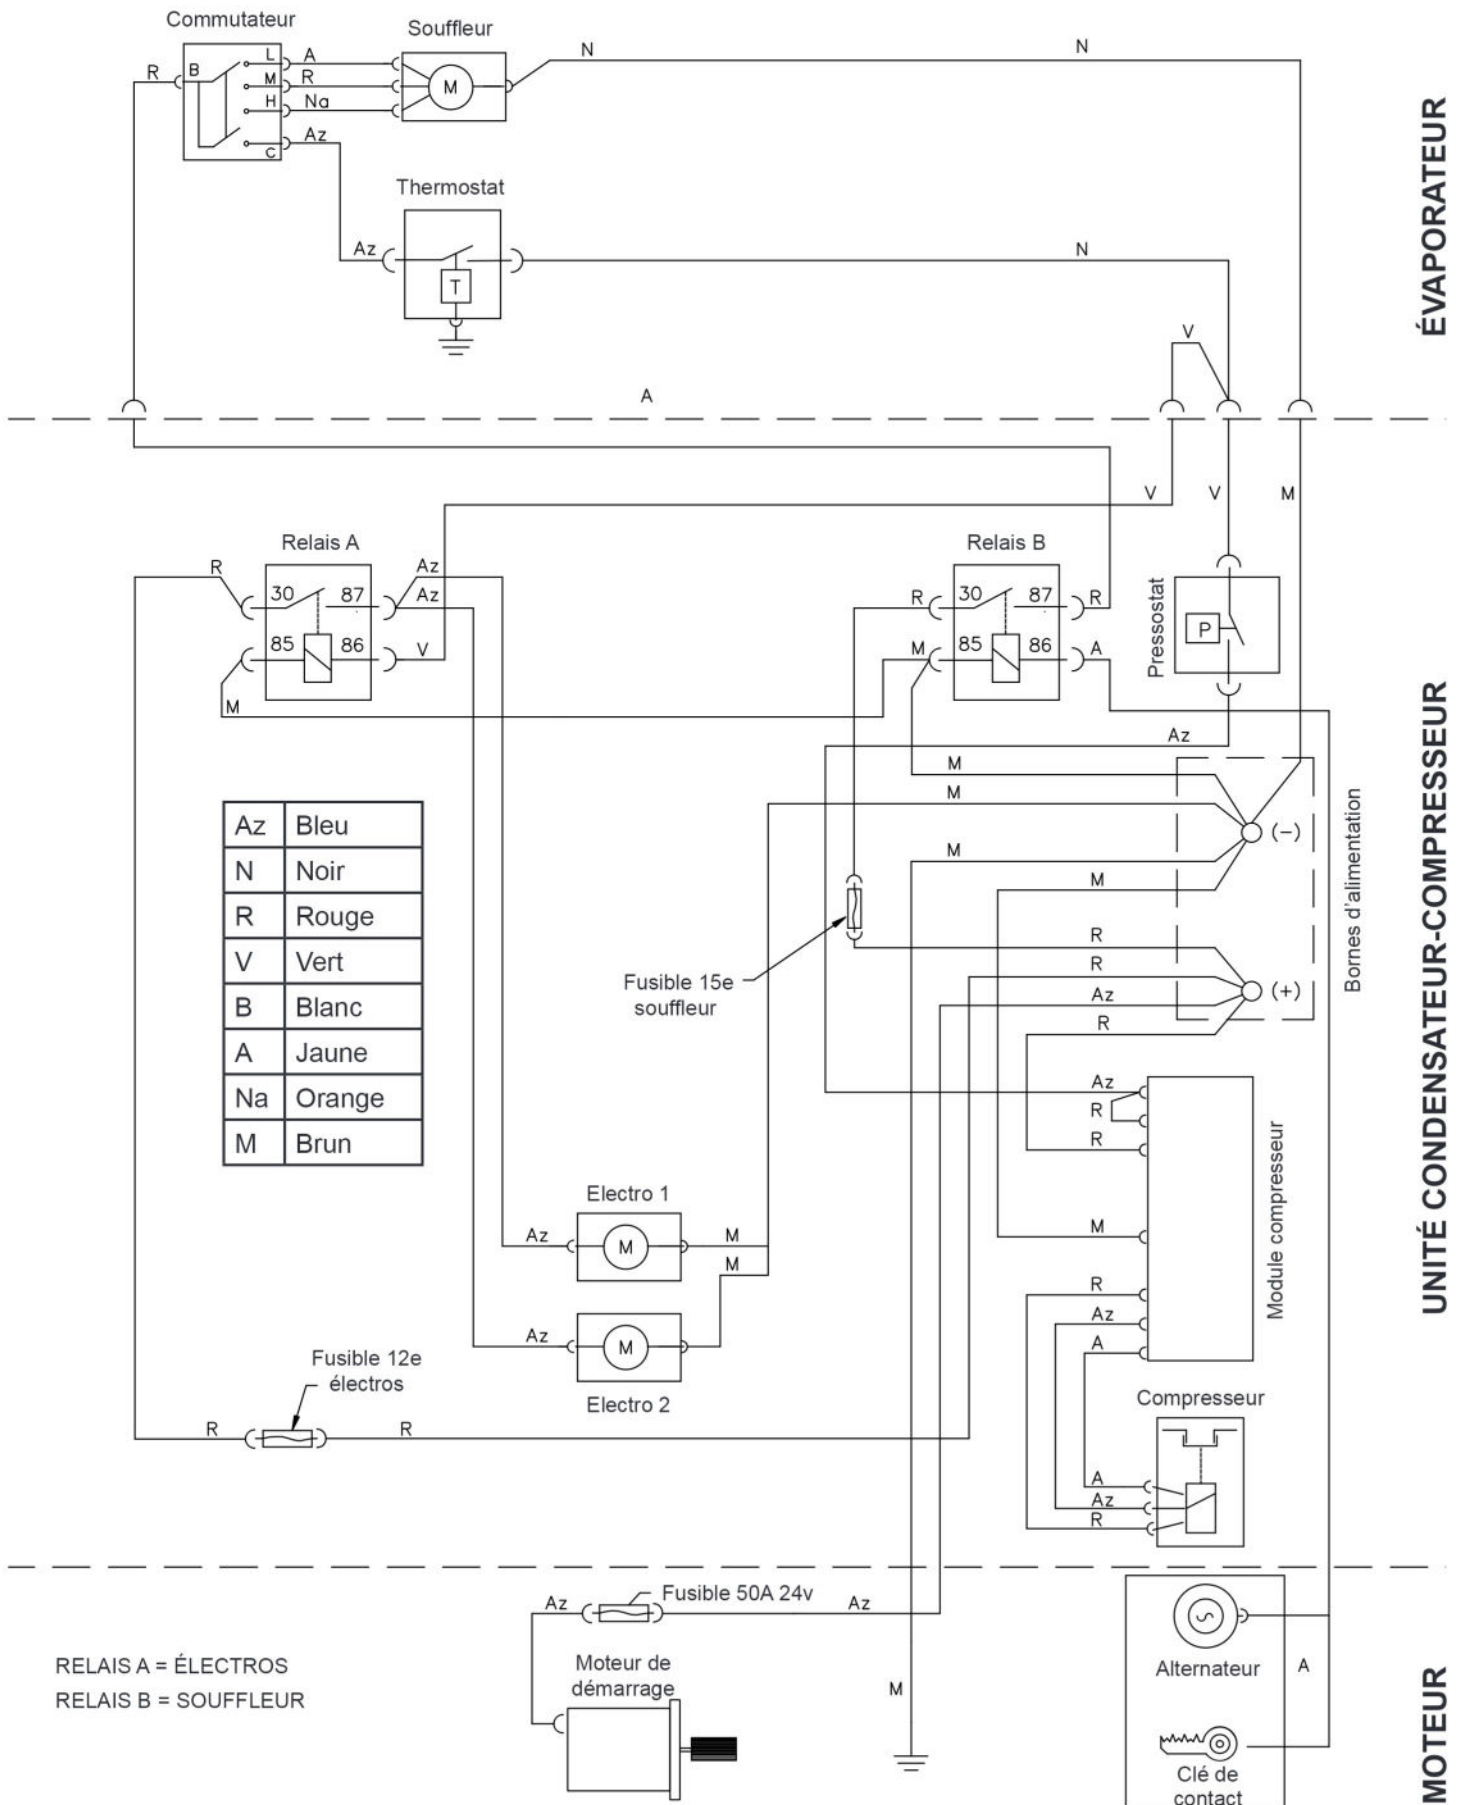 Commutateur
Souffleur
R
B
L
A
M
R
H
Na
C
Az
M
N
N
Thermostat
Az
T
N
ÉVAPORATEUR
V
A
V
V
M
Relais A
Relais B
R
30
87
Az
Az
85
86
V
M
R
30
87
R
M
85
86
A
Pressostat
P
Az
M
M
M
M
(-)
Bornes d'alimentation
R
R
Az
R
(+)
UNITÉ CONDENSATEUR-COMPRESSEUR
Az Bleu
N Noir
R Rouge
V Vert
B Blanc
A Jaune
Na Orange
M Brun
Fusible 15e
souffleur
Az
R
R
M
R
Az
A
Module compresseur
Electro 1
Az
M
M
M
Az
M
Electro 2
Fusible 12e
électros
R
R
Compresseur
A
Az
R
Az
Fusible 50A 24v
Az
Moteur de
démarrage
M
Alternateur
A
Clé de
contact
MOTEUR
RELAIS A = ÉLECTROS
RELAIS B = SOUFFLEUR